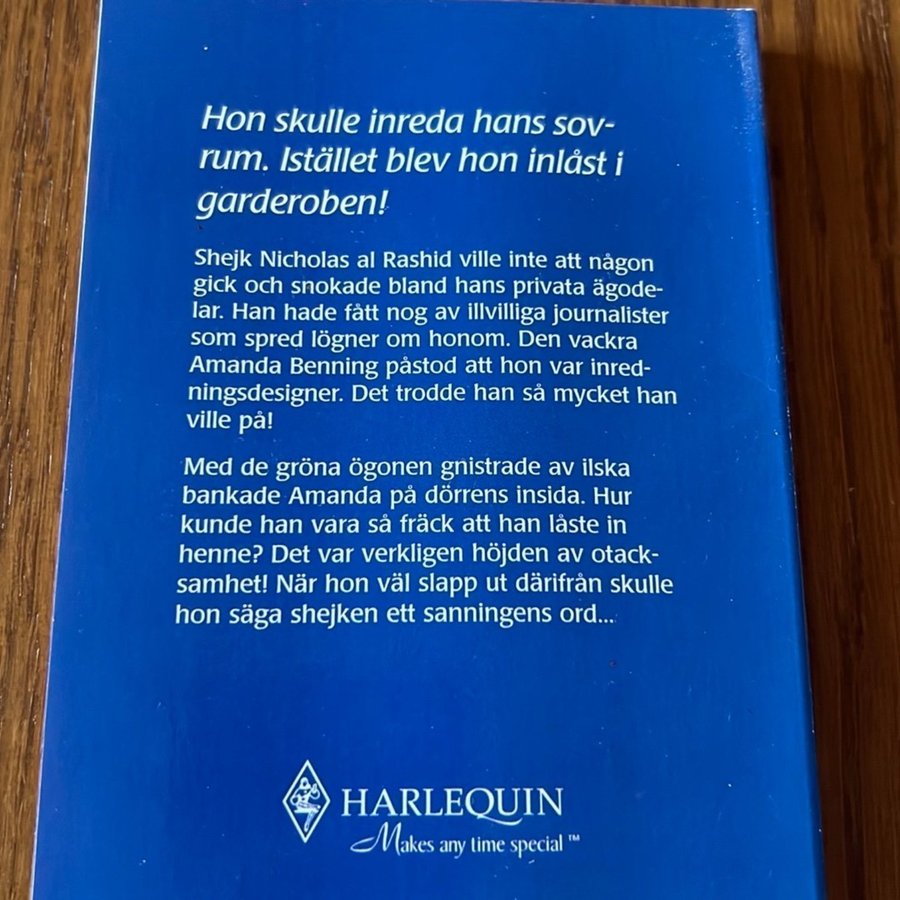 Hon skulle inreda hans sov-
rum. Istället blev hon inlåst i
garderoben!
Shejk Nicholas al Rashid ville inte att någon
gick och snokade bland hans privata ägode-
lar. Han hade fått nog av illvilliga journalister
som spred lögner om honom. Den vackra
Amanda Benning påstod att hon var inred-
ningsdesigner. Det trodde han så mycket han
ville på!
Med de gröna ögonen gnistrade av ilska
bankade Amanda på dörrens insida. Hur
kunde han vara så fräck att han låste in
henne? Det var verkligen höjden av otack-
samhet! När hon väl slapp ut därifrån skulle
hon säga shejken ett sanningens ord...
HARLEQUIN
Makes any time special ™